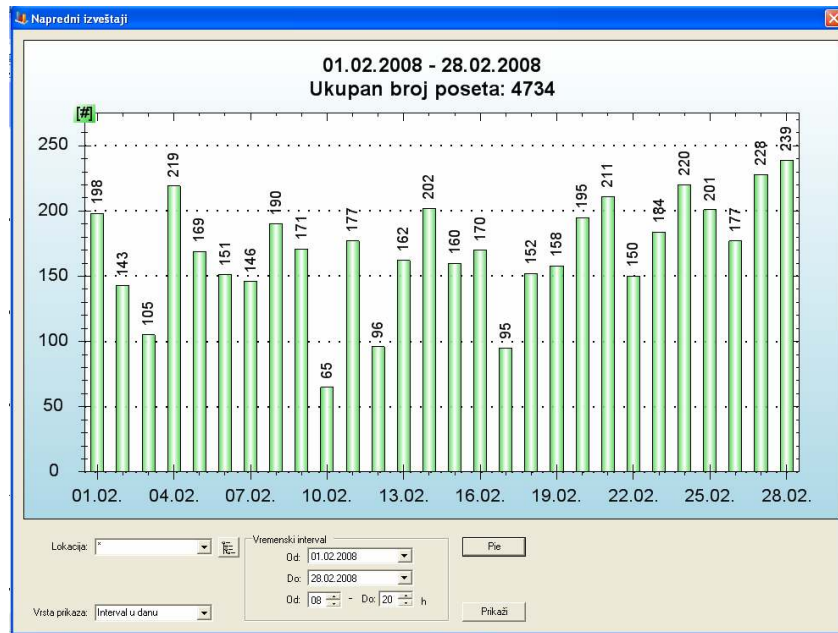 Napredni izveštaji
01.02.2008 - 28.02.2008
Ukupan broj poseta: 4734
[#]
250
200
150
100
50
0
198
143
105
219
169
151
146
190
171
65
177
96
162
202
160
170
95
152
158
195
211
150
184
220
201
177
228
239
01.02. 04.02. 07.02. 10.02. 13.02. 16.02. 19.02. 22.02. 25.02. 28.02.
Lokacija: *
Vremenski interval
Od: 01.02.2008
Do: 28.02.2008
Od: 08 - Do: 20 h
Pie
Vrsta prikaza: Interval u danu
Prikaži